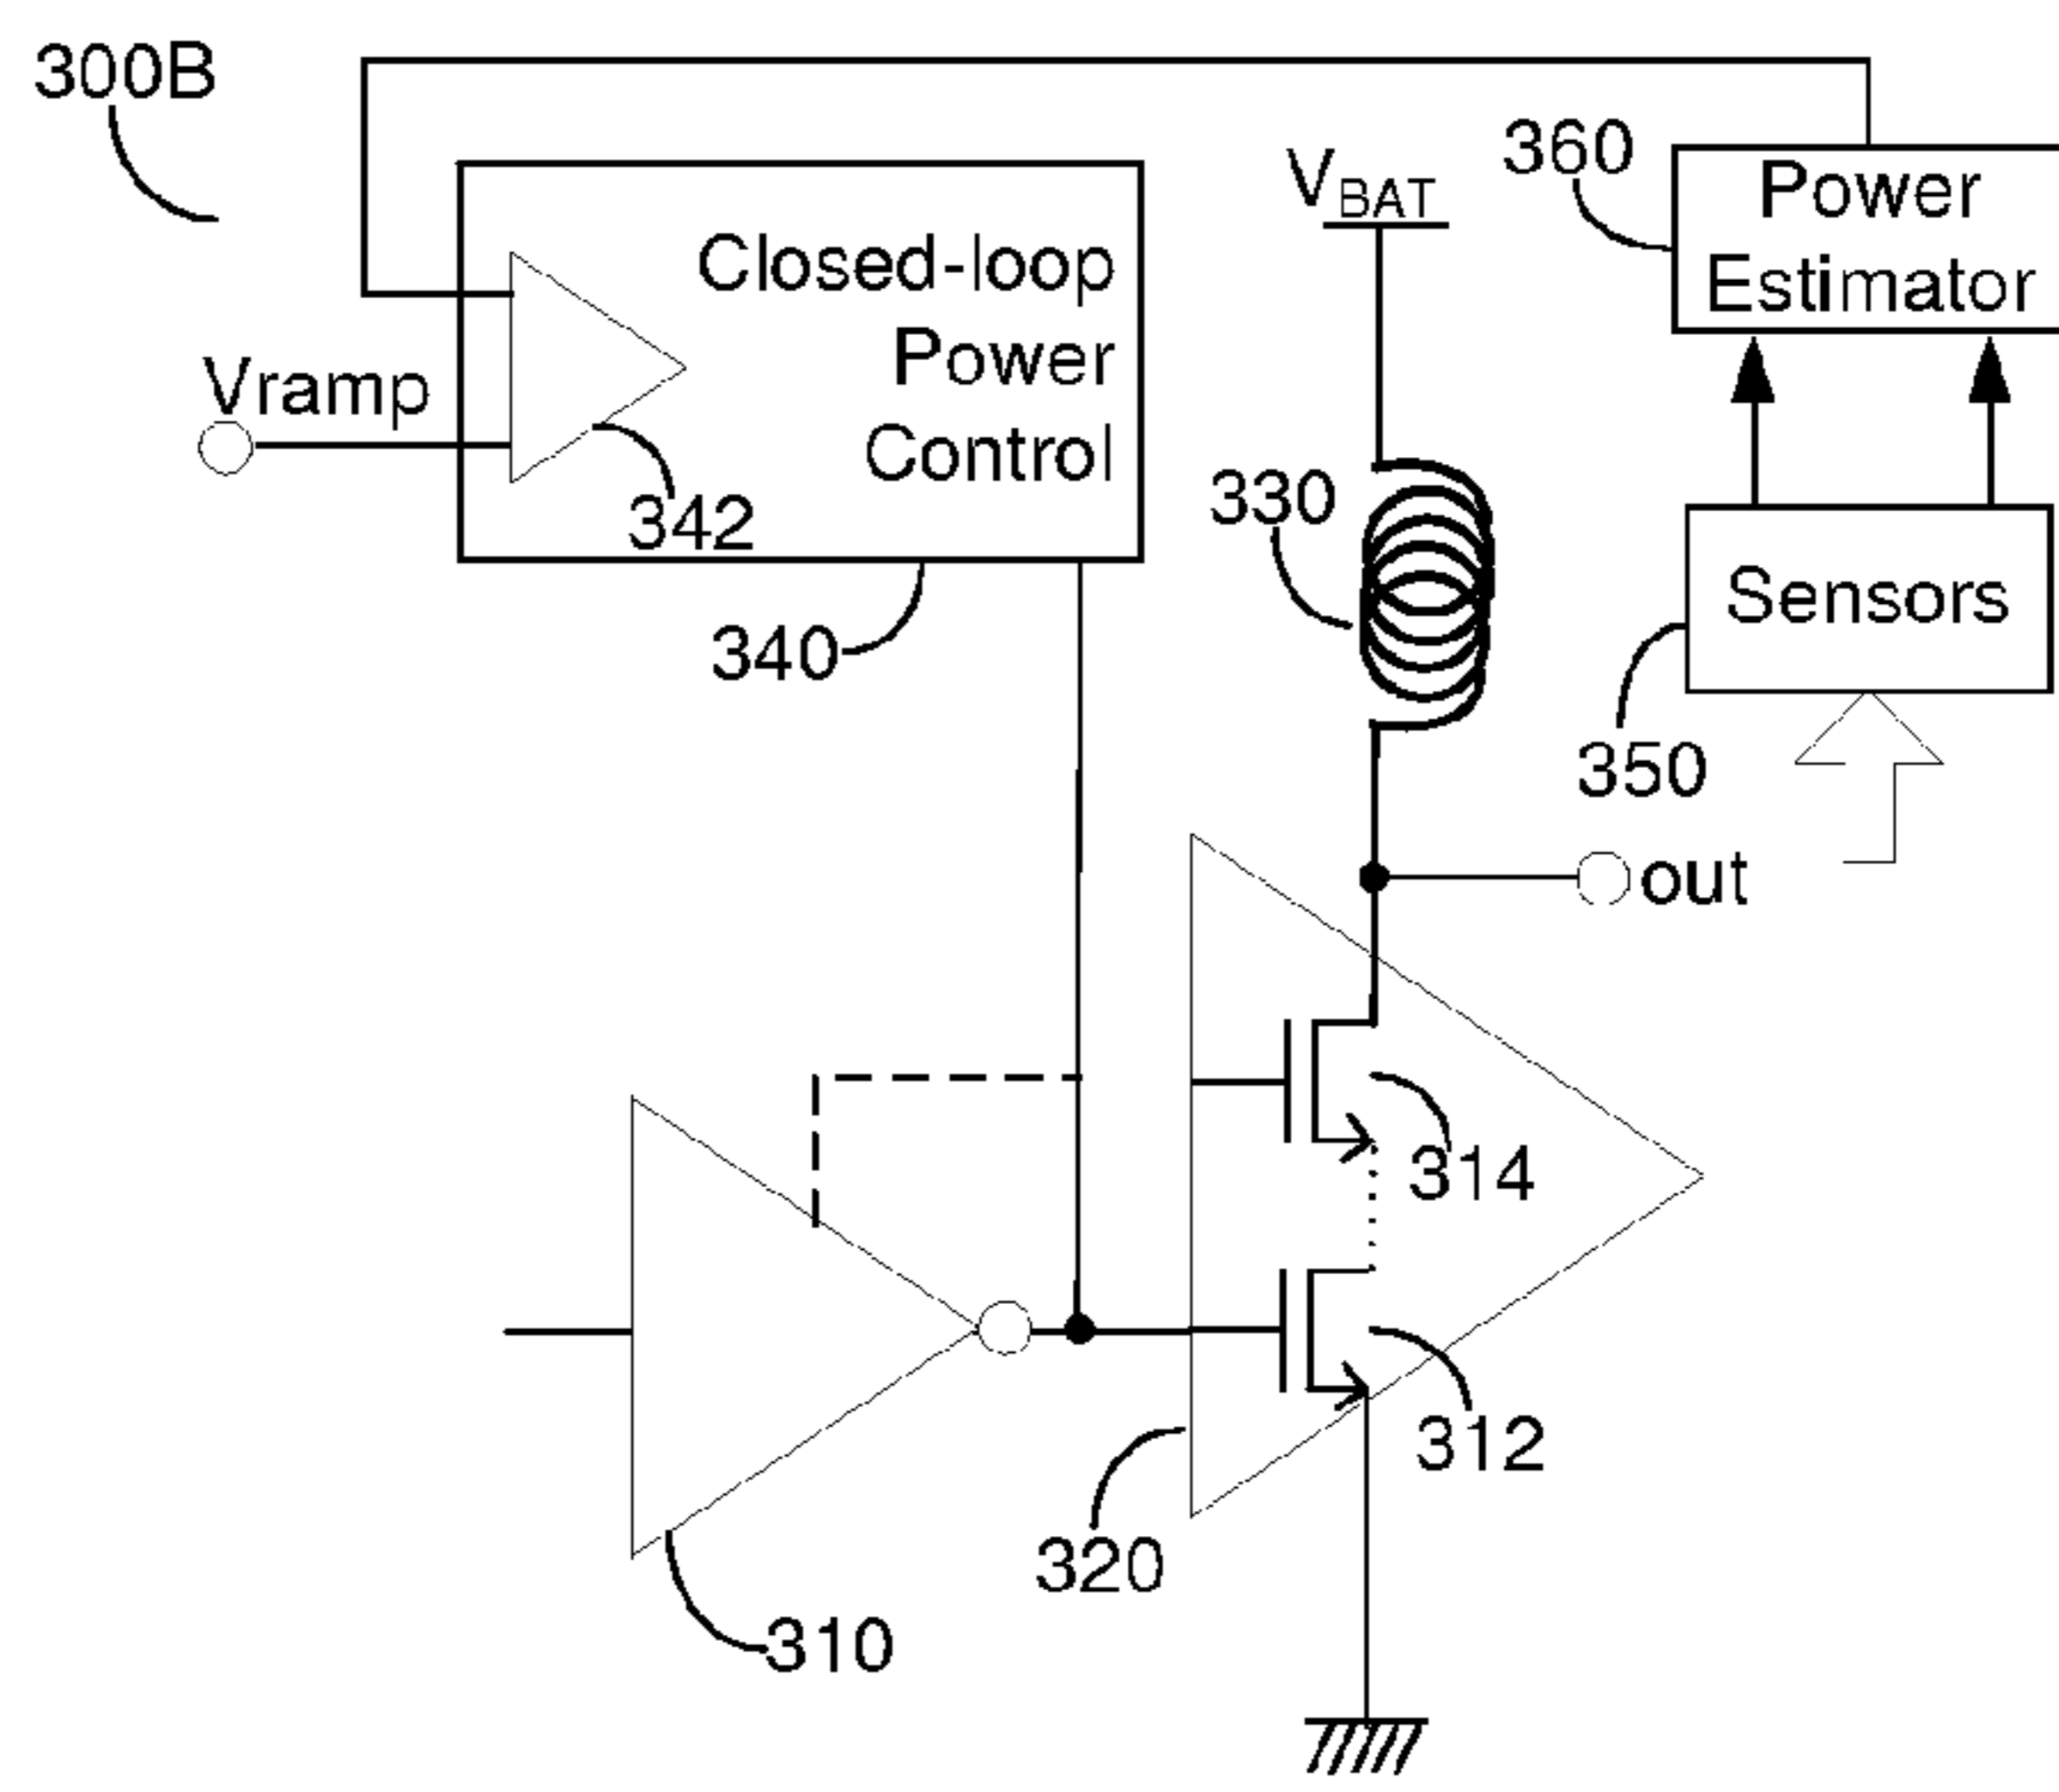 300B
360
VBAT
Power
Estimator
Closed-loop
Power
Control
Vramp
342
330
Sensors
340
350
out
314
312
320
310